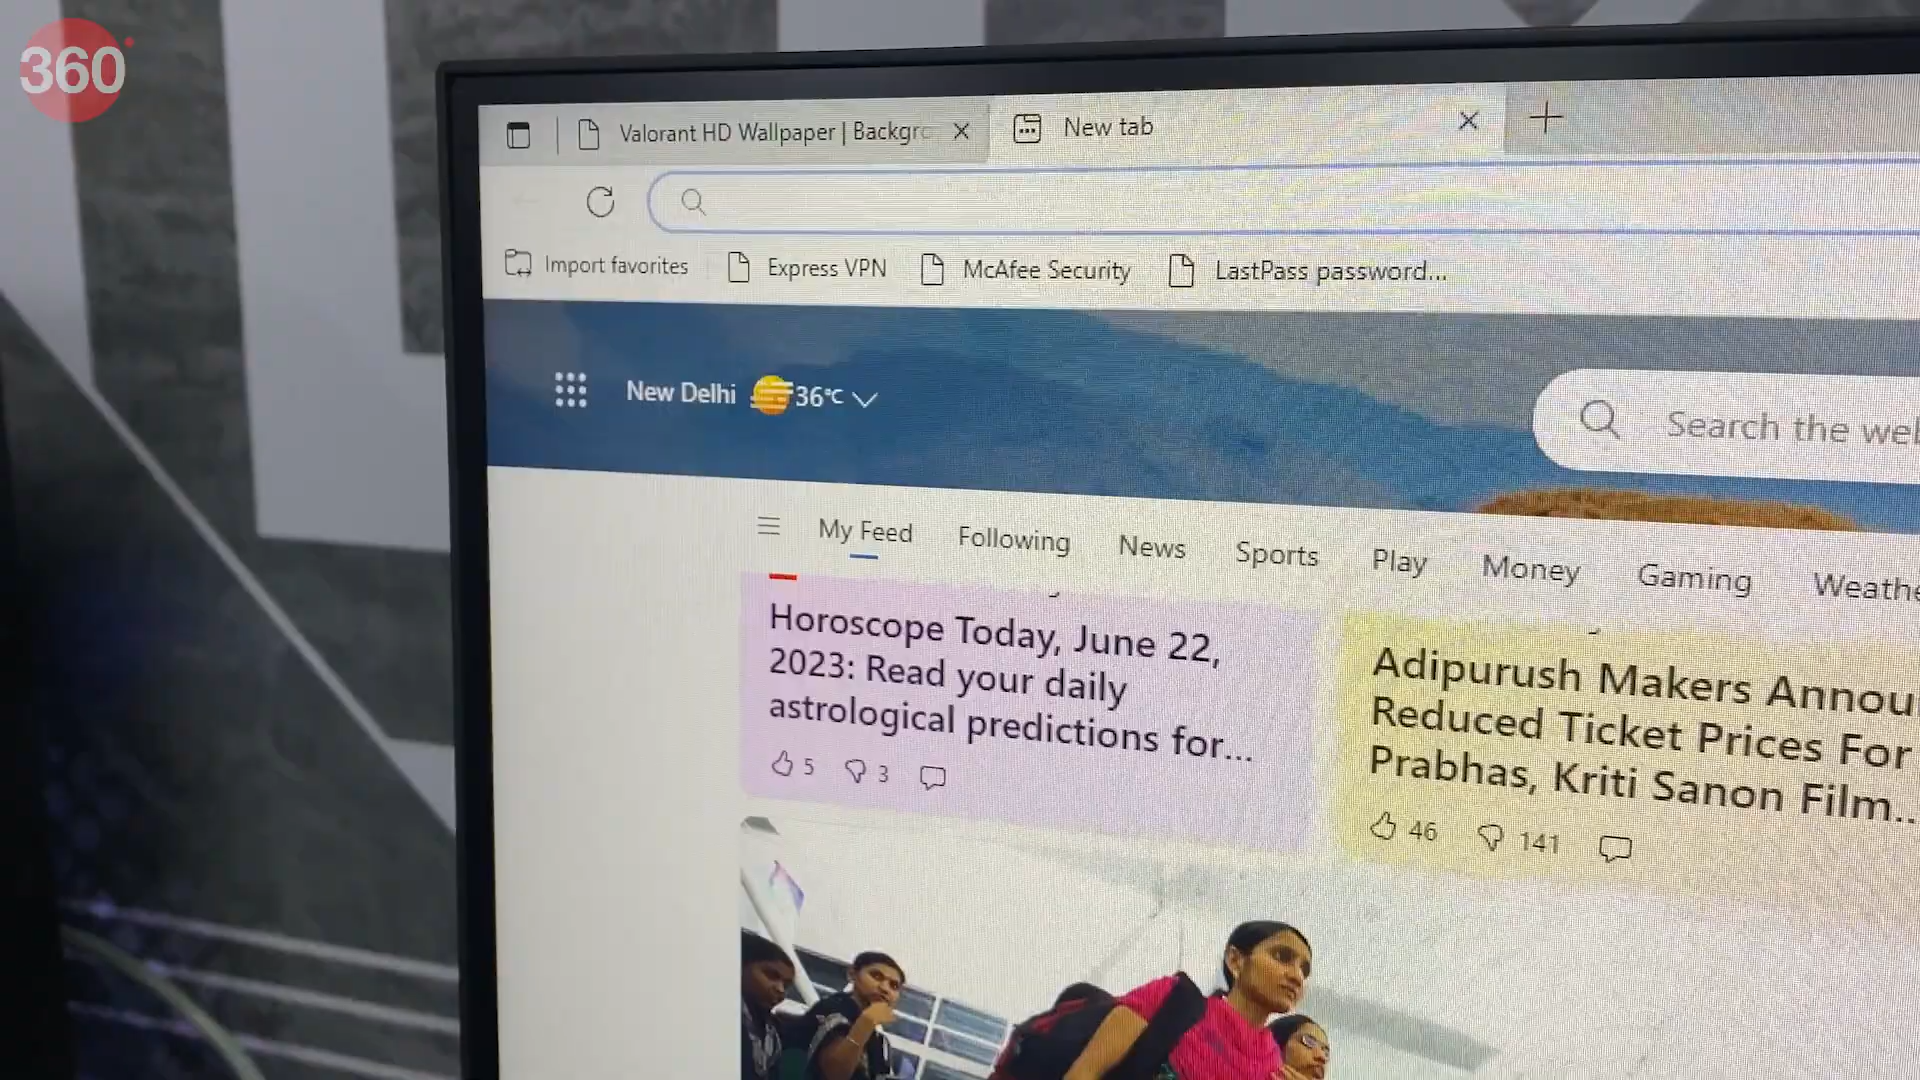 360
Valorant HD Wallpaper | Backgr
New tab
Import favorites
Express VPN
McAfee Security
LastPass password...
New Delhi
36°C
Search the we
My Feed
Following
News
Sports
Play
Money
Gaming
Weathe
Horoscope Today, June 22,
2023: Read your daily
astrological predictions for...
5
3
Adipurush Makers Annou
Reduced Ticket Prices For
Prabhas, Kriti Sanon Film...
46
141